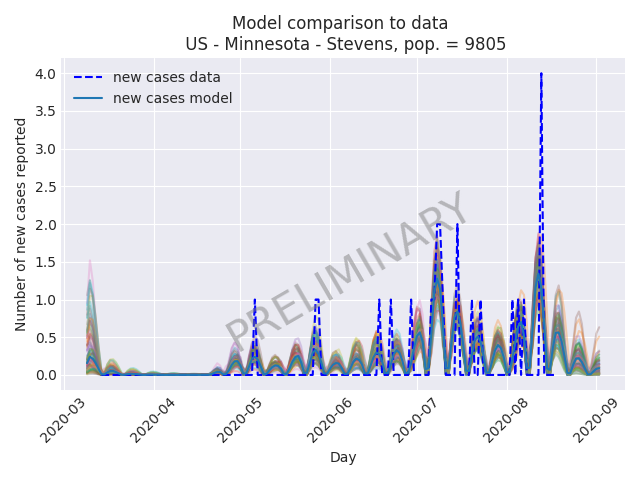 Model comparison to data
US - Minnesota - Stevens, pop. = 9805
4.0
3.5
3.0
2.5
2.0
1.5
1.0
0.5
0.0
Number of new cases reported
new cases data
new cases model
PRELIMINARY
2020-03
2020-04
2020-05
2020-06
2020-07
2020-08
2020-09
Day